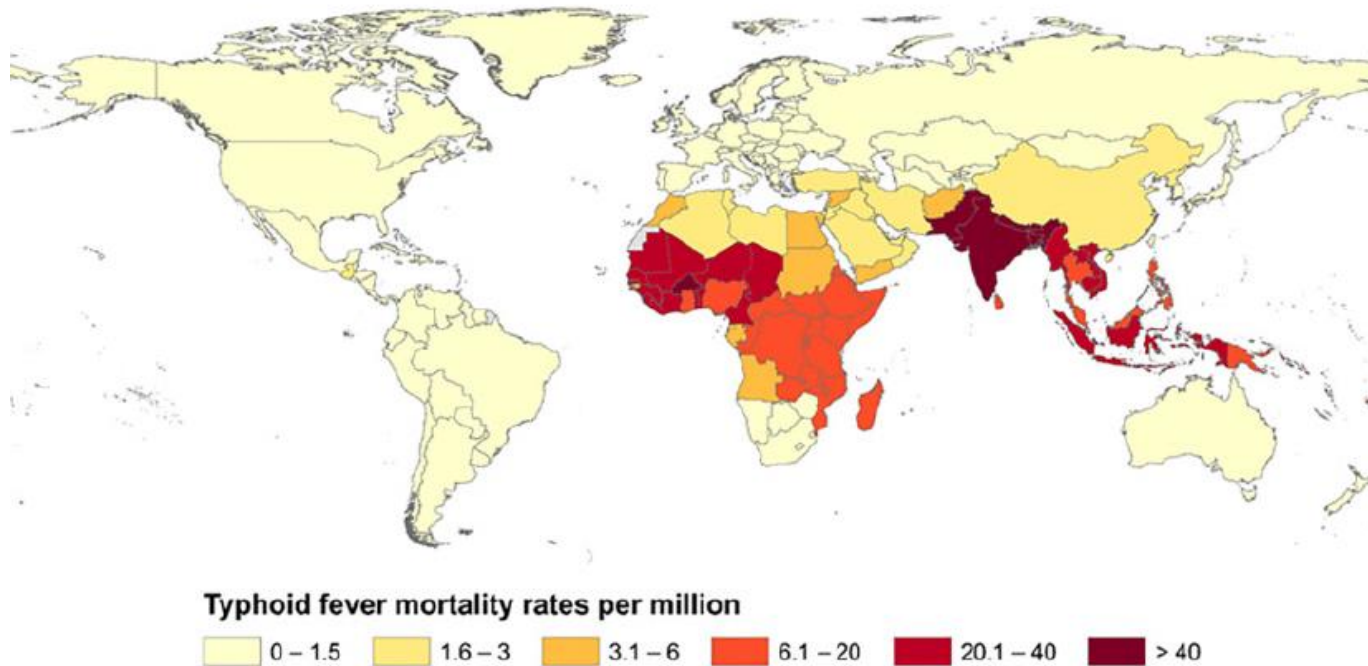 Typhoid fever mortality rates per million
0 – 1.5 1.6 – 3 3.1 – 6 6.1 – 20 20.1 – 40 > 40